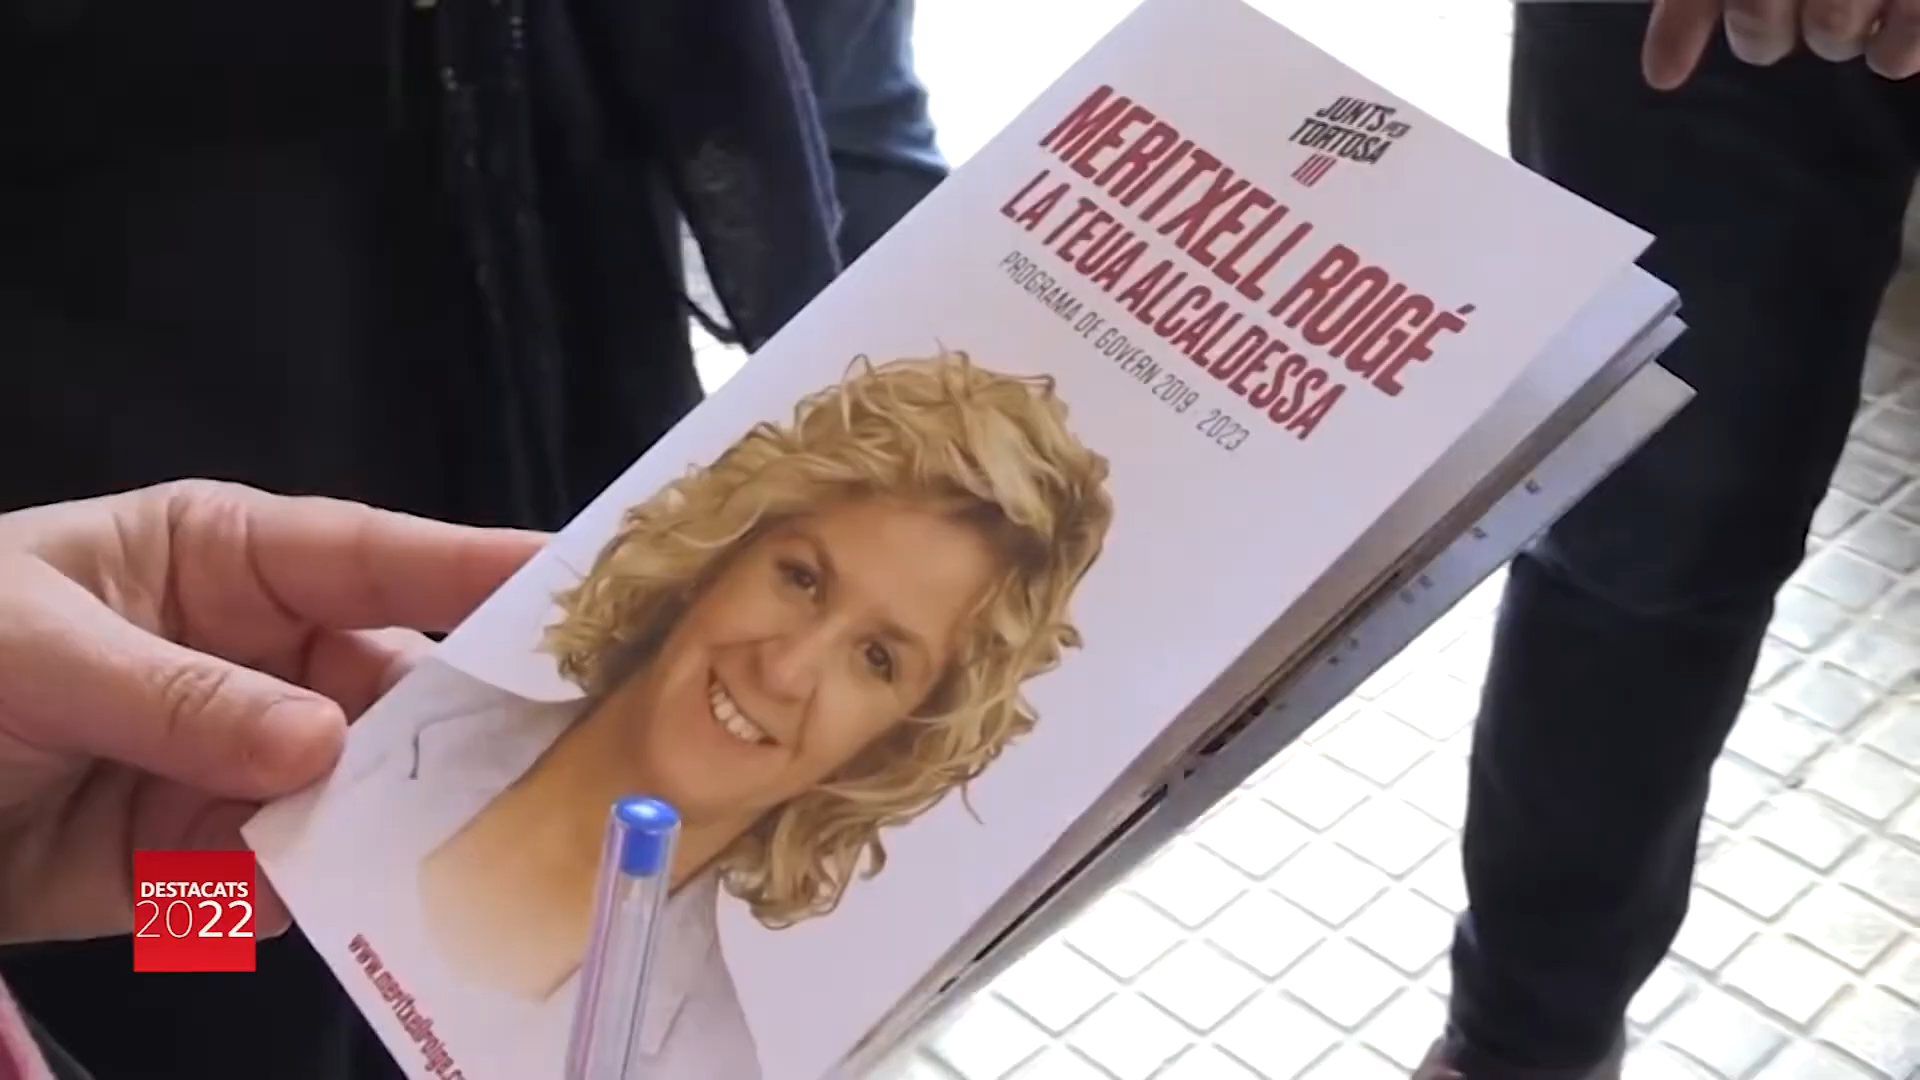 JUNTS PER
TORTOSA
MERITXELL ROIGÉ
LA TEUA ALCALDESSA
PROGRAMA DE GOVERN 2019 - 2023
www.meritxellroige.c
DESTACATS
2022